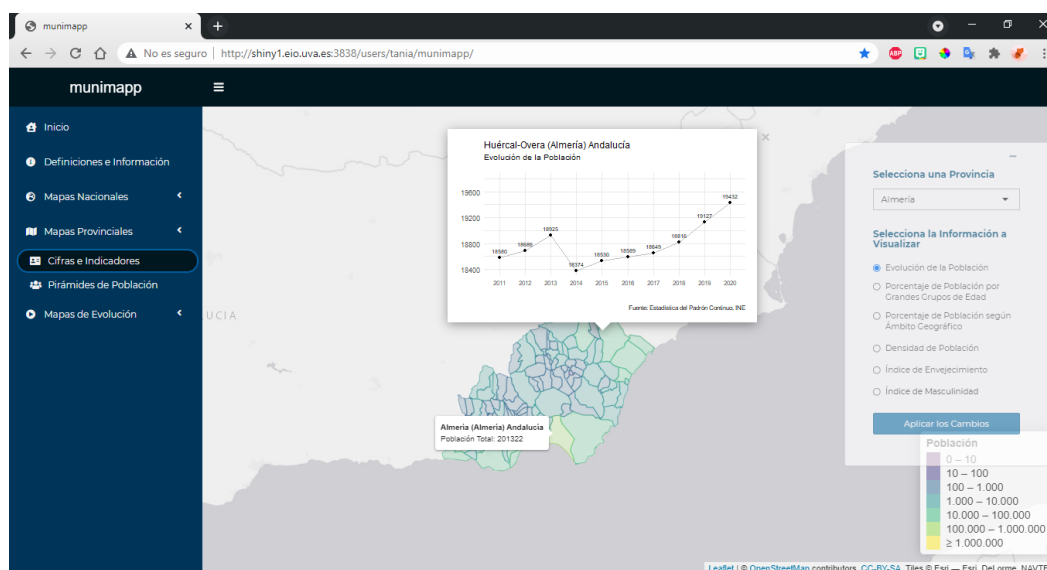 munimapp
No es seguro
http://shiny1.eio.uva.es:3838/users/tania/munimapp/
ABP
munimapp
Inicio
Definiciones e Información
Mapas Nacionales
Mapas Provinciales
Cifras e Indicadores
Pirámides de Población
Mapas de Evolución
UCIA
Huércal-Overa (Almería) Andalucía
Evolución de la Población
19600
19200
18800
18400
18580
18686
18925
18374
18530
18589
18649
18816
19127
19432
2011 2012 2013 2014 2015 2016 2017 2018 2019 2020
Fuente: Estadística del Padrón Continuo, INE
Almería (Almería) Andalucía
Población Total: 201322
Selecciona una Provincia
Almería
Selecciona la Información a
Visualizar
Evolución de la Población
Porcentaje de Población por
Grandes Grupos de Edad
Porcentaje de Población según
Ámbito Geográfico
Densidad de Población
Índice de Envejecimiento
Índice de Masculinidad
Aplicar los Cambios
Población
0 – 10
10 – 100
100 – 1.000
1.000 – 10.000
10.000 – 100.000
100.000 – 1.000.000
≥ 1.000.000
Leaflet | © OpenStreetMap contributors, CC-BY-SA, Tiles © Esri — Esri, DeLorme, NAVTE